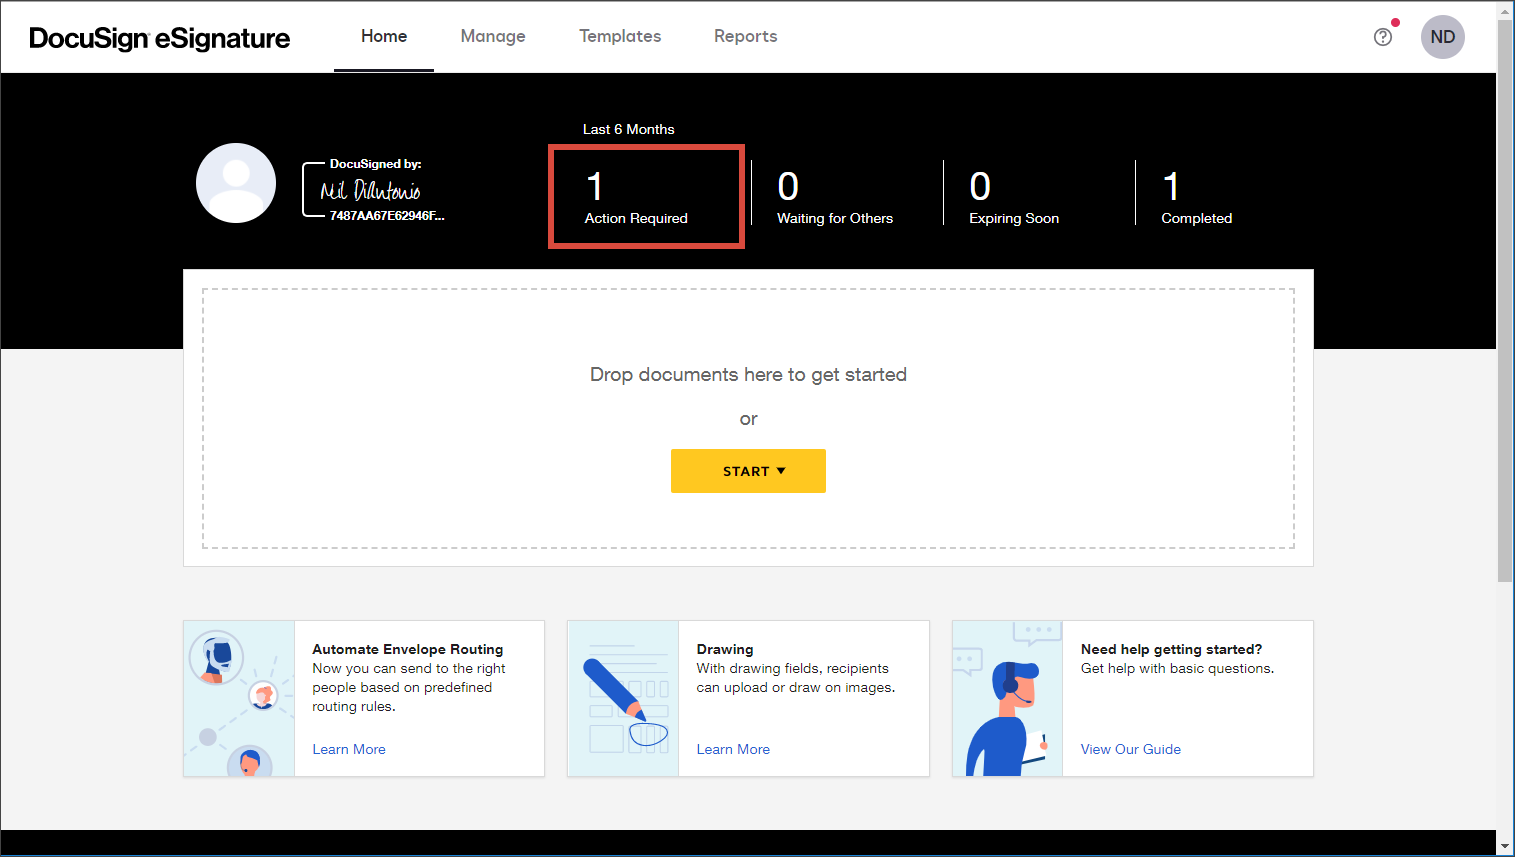 DocuSign eSignature
Home
Manage
Templates
Reports
ND
Last 6 Months
DocuSigned by:
Neil DiAntonio
7487AA67E62946F...
1
Action Required
0
Waiting for Others
0
Expiring Soon
1
Completed
Drop documents here to get started
or
START
Automate Envelope Routing
Now you can send to the right
people based on predefined
routing rules.
Learn More
Drawing
With drawing fields, recipients
can upload or draw on images.
Learn More
Need help getting started?
Get help with basic questions.
View Our Guide